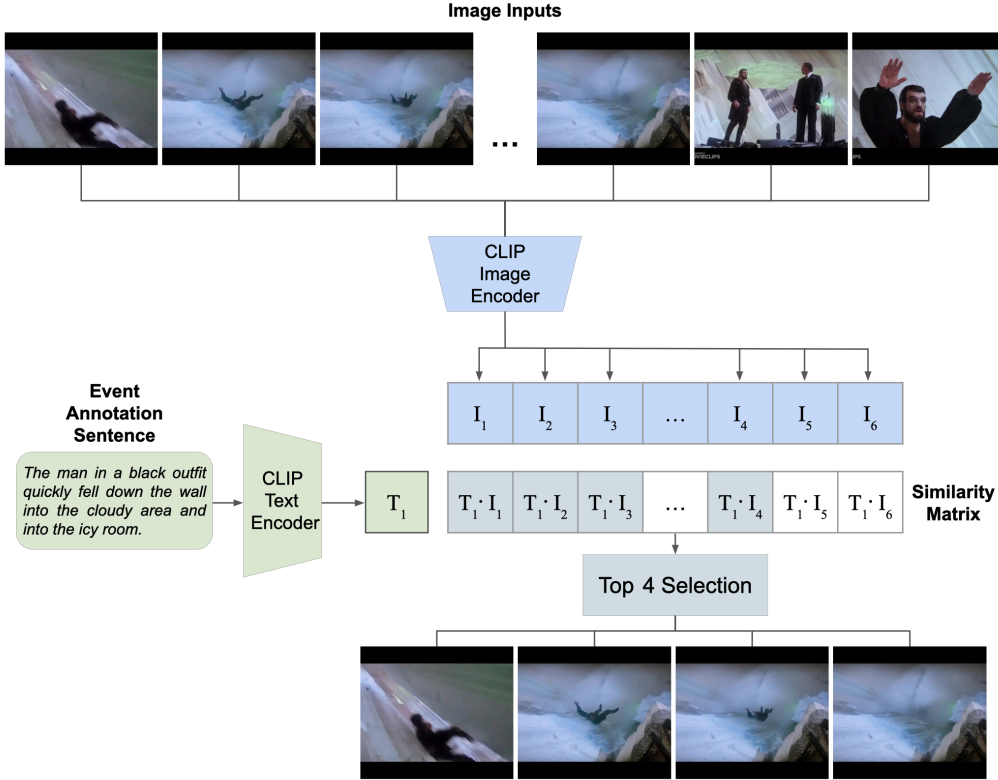 Image Inputs
...
VIECLIPS
IPS
CLIP
Image
Encoder
I1 I2 I3 ... I4 I5 I6
Event
Annotation
Sentence
The man in a black outfit
quickly fell down the wall
into the cloudy area and
into the icy room.
CLIP
Text
Encoder
T1
T1 · I1 T1 · I2 T1 · I3 ... T1 · I4 T1 · I5 T1 · I6
Similarity
Matrix
Top 4 Selection